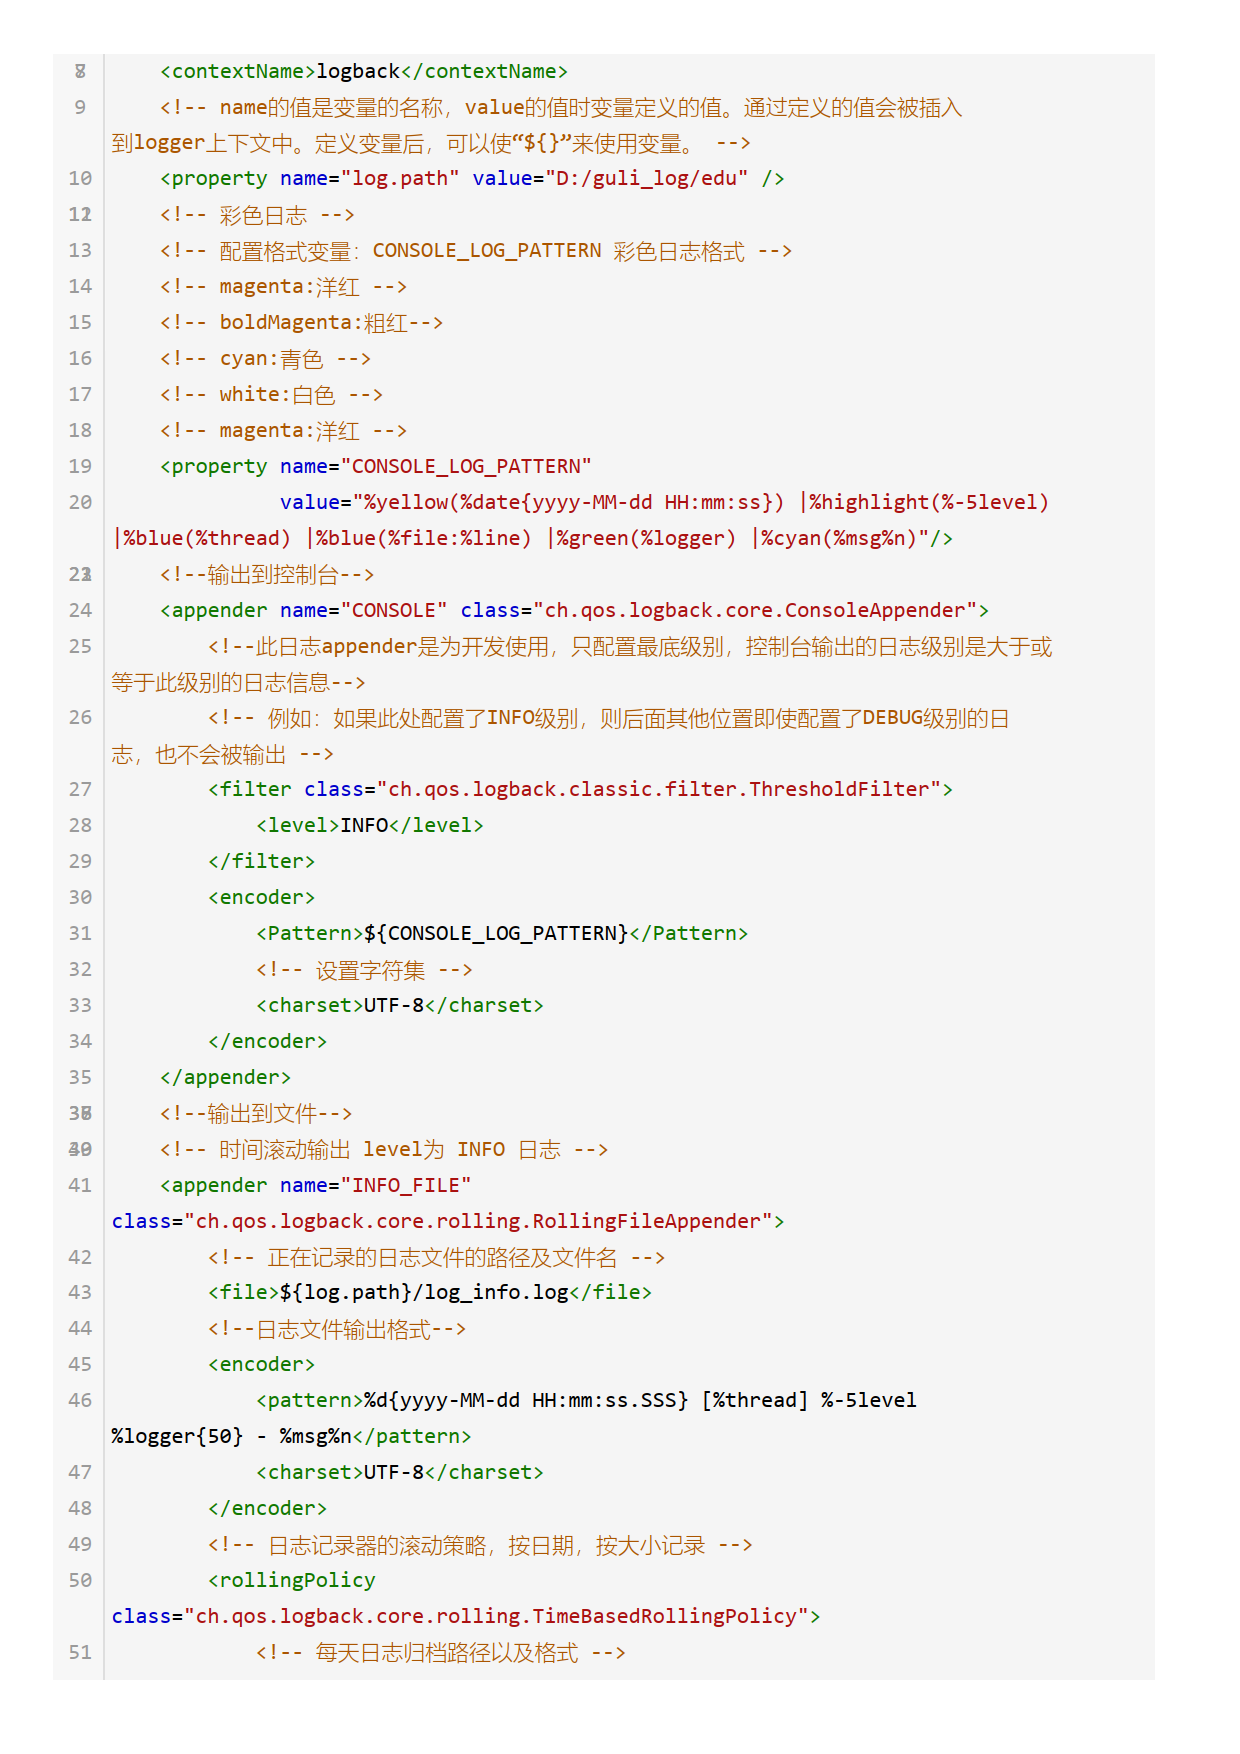 8 <contextName>logback</contextName>
9 <!-- name的值是变量的名称，value的值时变量定义的值。通过定义的值会被插入
到logger上下文中。定义变量后，可以使“${}”来使用变量。 -->
10 <property name="log.path" value="D:/guli_log/edu" />
12 <!-- 彩色日志 -->
13 <!-- 配置格式变量：CONSOLE_LOG_PATTERN 彩色日志格式 -->
14 <!-- magenta:洋红 -->
15 <!-- boldMagenta:粗红-->
16 <!-- cyan:青色 -->
17 <!-- white:白色 -->
18 <!-- magenta:洋红 -->
19 <property name="CONSOLE_LOG_PATTERN"
20 value="%yellow(%date{yyyy-MM-dd HH:mm:ss}) |%highlight(%-5level)
|%blue(%thread) |%blue(%file:%line) |%green(%logger) |%cyan(%msg%n)"/>
<!--输出到控制台-->
24 <appender name="CONSOLE" class="ch.qos.logback.core.ConsoleAppender">
25 <!--此日志appender是为开发使用，只配置最底级别，控制台输出的日志级别是大于或
等于此级别的日志信息-->
26 <!-- 例如：如果此处配置了INFO级别，则后面其他位置即使配置了DEBUG级别的日
志，也不会被输出 -->
27 <filter class="ch.qos.logback.classic.filter.ThresholdFilter">
28 <level>INFO</level>
29 </filter>
30 <encoder>
31 <Pattern>${CONSOLE_LOG_PATTERN}</Pattern>
32 <!-- 设置字符集 -->
33 <charset>UTF-8</charset>
34 </encoder>
35 </appender>
<!--输出到文件-->
<!-- 时间滚动输出 level为 INFO 日志 -->
41 <appender name="INFO_FILE"
class="ch.qos.logback.core.rolling.RollingFileAppender">
42 <!-- 正在记录的日志文件的路径及文件名 -->
43 <file>${log.path}/log_info.log</file>
44 <!--日志文件输出格式-->
45 <encoder>
46 <pattern>%d{yyyy-MM-dd HH:mm:ss.SSS} [%thread] %-5level
%logger{50} - %msg%n</pattern>
47 <charset>UTF-8</charset>
48 </encoder>
49 <!-- 日志记录器的滚动策略，按日期，按大小记录 -->
50 <rollingPolicy
class="ch.qos.logback.core.rolling.TimeBasedRollingPolicy">
51 <!-- 每天日志归档路径以及格式 -->